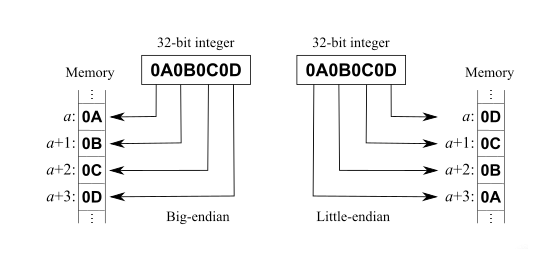 32-bit integer
0A0B0C0D
Memory
⋮
a: 0A
a+1: 0B
a+2: 0C
a+3: 0D
⋮
Big-endian
32-bit integer
0A0B0C0D
Memory
⋮
a: 0D
a+1: 0C
a+2: 0B
a+3: 0A
⋮
Little-endian